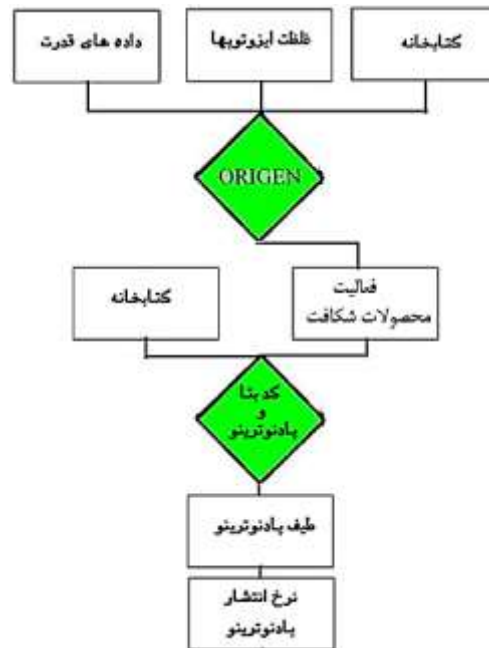 کتابخانه
غلظت ایزوتوپها
داده های قدرت
ORIGEN
فعالیت
محصولات شکافت
کتابخانه
کد بتا
و
پادنوترینو
طیف پادنوترینو
نرخ انتشار
پادنوترینو